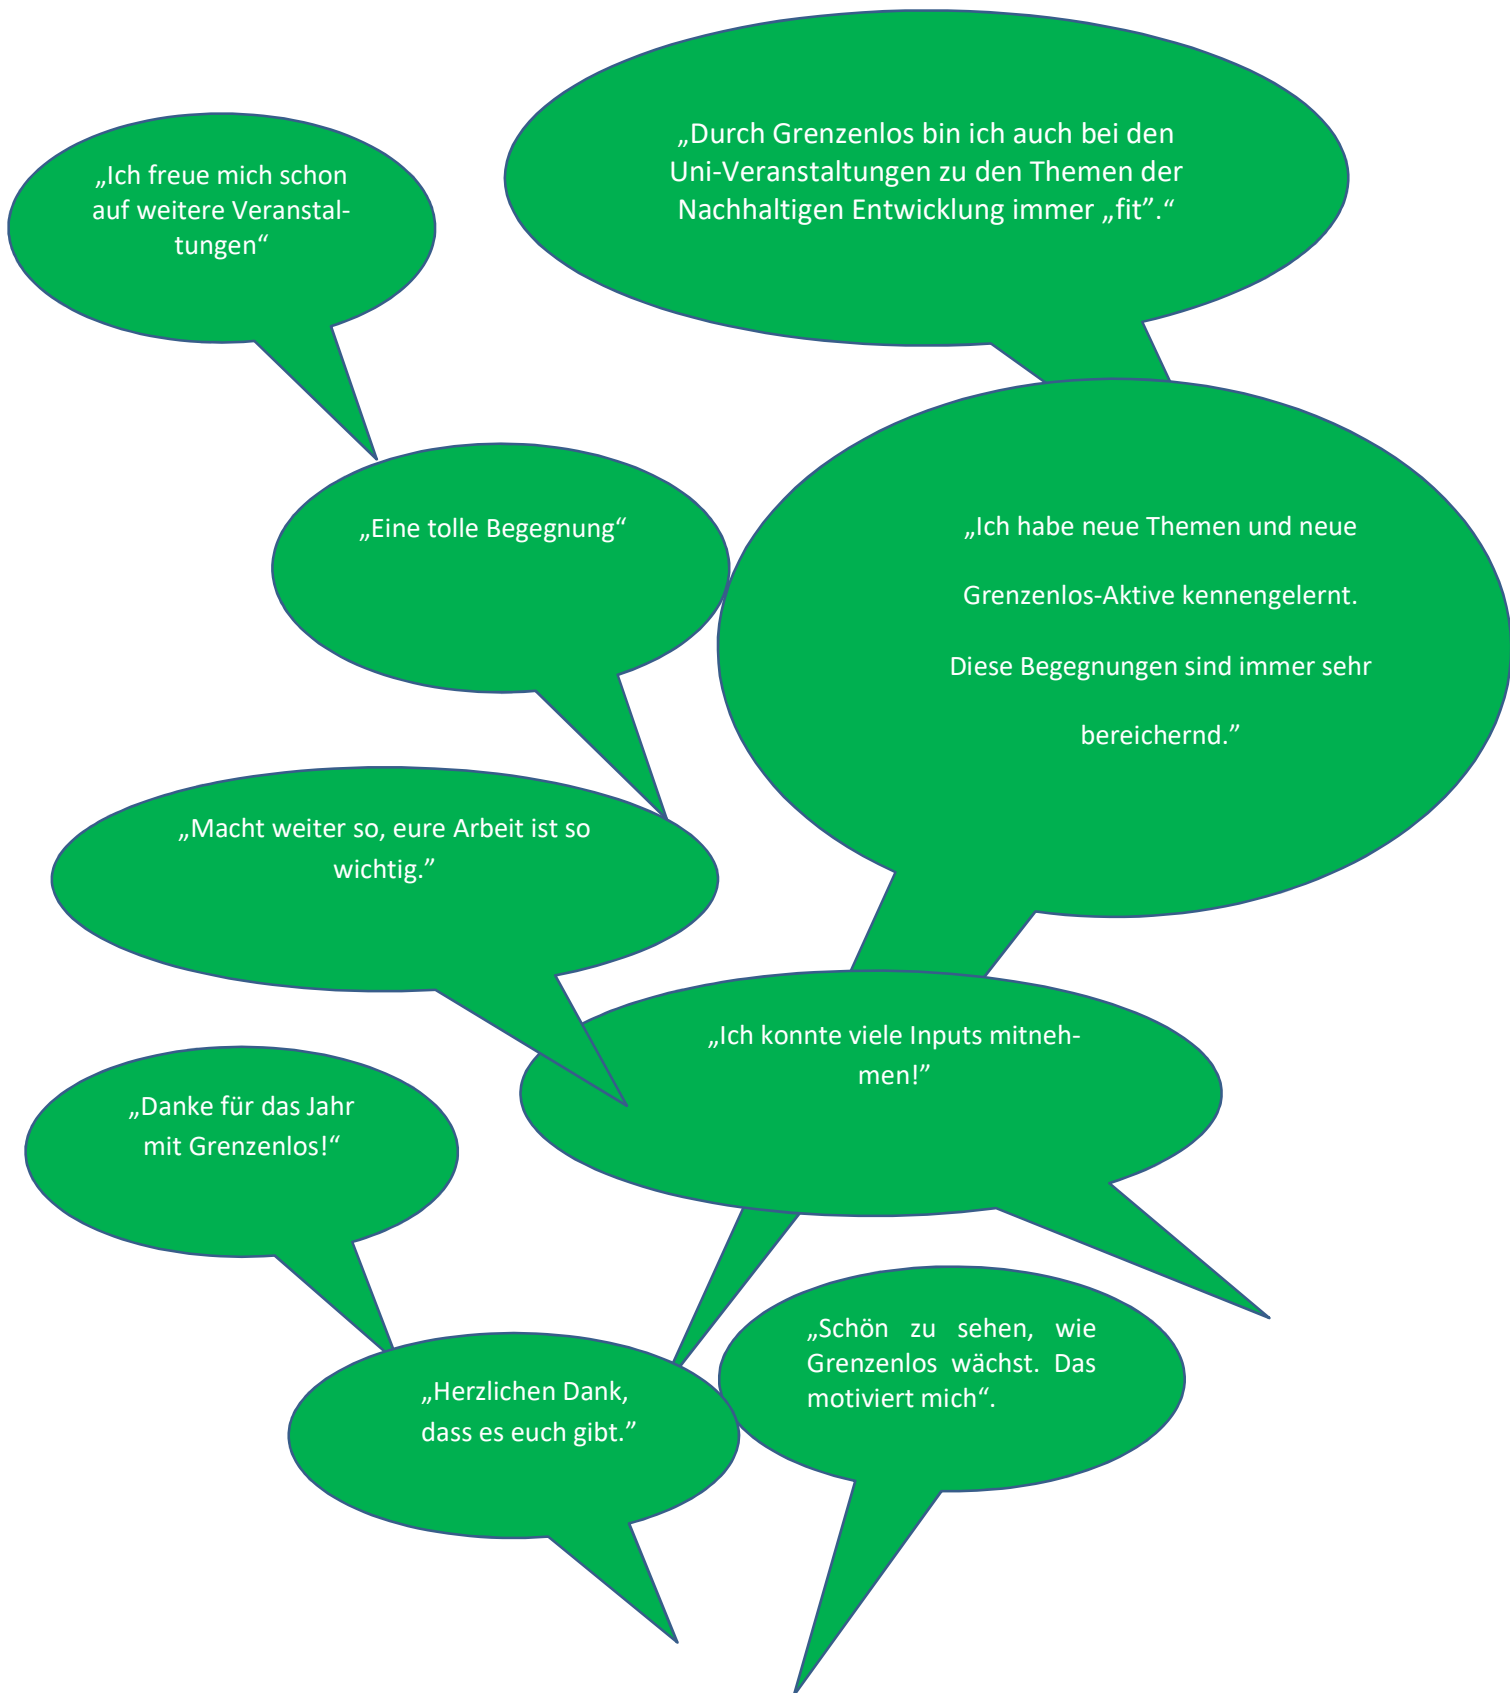 „Durch Grenzenlos bin ich auch bei den
Uni-Veranstaltungen zu den Themen der
Nachhaltigen Entwicklung immer „fit”.“
„Ich freue mich schon
auf weitere Veranstal-
tungen“
„Eine tolle Begegnung“
„Ich habe neue Themen und neue
Grenzenlos-Aktive kennengelernt.
Diese Begegnungen sind immer sehr
bereichernd.”
„Macht weiter so, eure Arbeit ist so
wichtig.”
„Ich konnte viele Inputs mitneh-
men!”
„Danke für das Jahr
mit Grenzenlos!“
„Schön zu sehen, wie
Grenzenlos wächst. Das
motiviert mich“.
„Herzlichen Dank,
dass es euch gibt.”